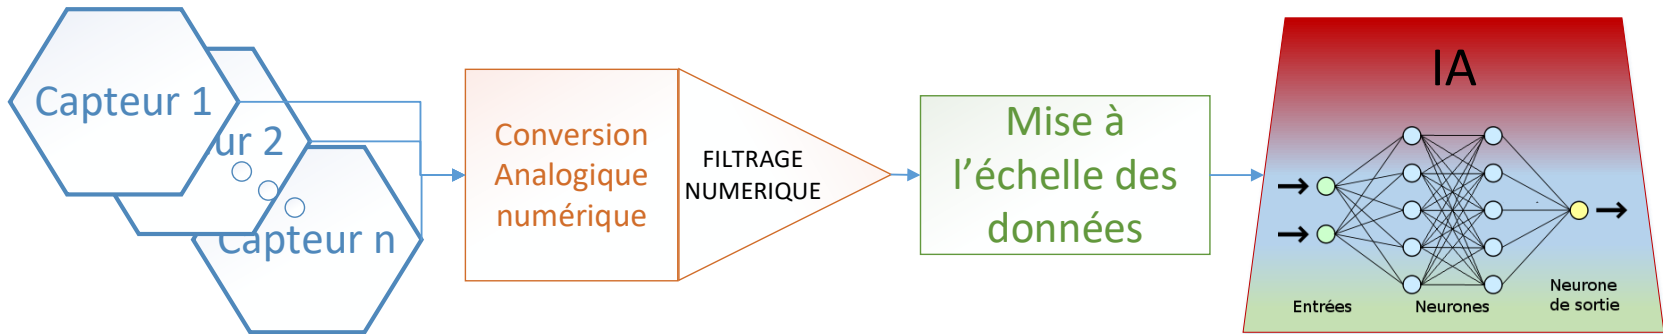 Capteur 1
ur 2
Capteur n
Conversion
Analogique
numérique
FILTRAGE
NUMERIQUE
Mise à
l'échelle des
données
IA
Entrées
Neurones
Neurone
de sortie